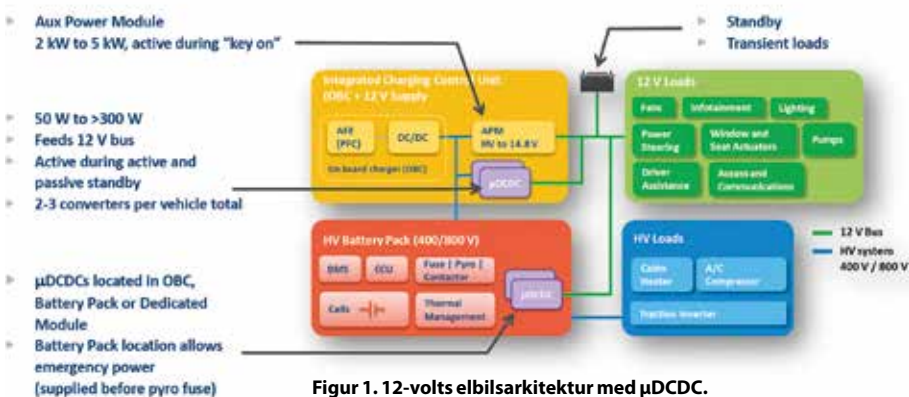 Aux Power Module
2 kW to 5 kW, active during “key on”
Standby
Transient loads
50 W to >300 W
Feeds 12 V bus
Active during active and
passive standby
2-3 converters per vehicle total
µDCDCs located in OBC,
Battery Pack or Dedicated
Module
Battery Pack location allows
emergency power
(supplied before pyro fuse)
Integrated Charging Control Unit
(OBC + 12 V Supply
AFE
(PFC)
DC/DC
On board charger (OBC)
APM
HV to 14.8 V
µDCDC
12 V Loads
Fans
Infotainment
Lighting
Power
Steering
Window and
Seat Actuators
Pumps
Driver
Assistance
Access and
Communications
HV Battery Pack (400/800 V)
BMS
CCU
Fuse | Pyro |
Contactor
Cells
Thermal
Management
µDCDC
HV Loads
Cabin
Heater
A/C
Compressor
Traction Inverter
12 V Bus
HV system
400 V / 800 V
Figur 1. 12-volts elbilsarkitektur med µDCDC.